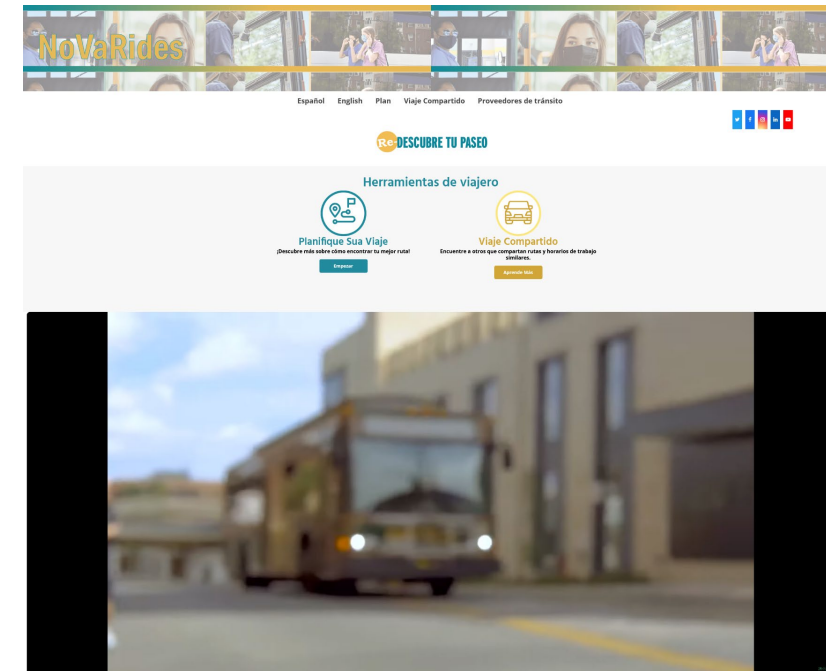 NoVaRides
Español English Plan Viaje Compartido Proveedores de tránsito
Re-DESCUBRE TU PASEO
Herramientas de viajero
Planifique Sua Viaje
¡Descubre más sobre cómo encontrar tu mejor ruta!
Empezar
Viaje Compartido
Encuentre a otros que compartan rutas y horarios de trabajo
similares.
Aprende Más